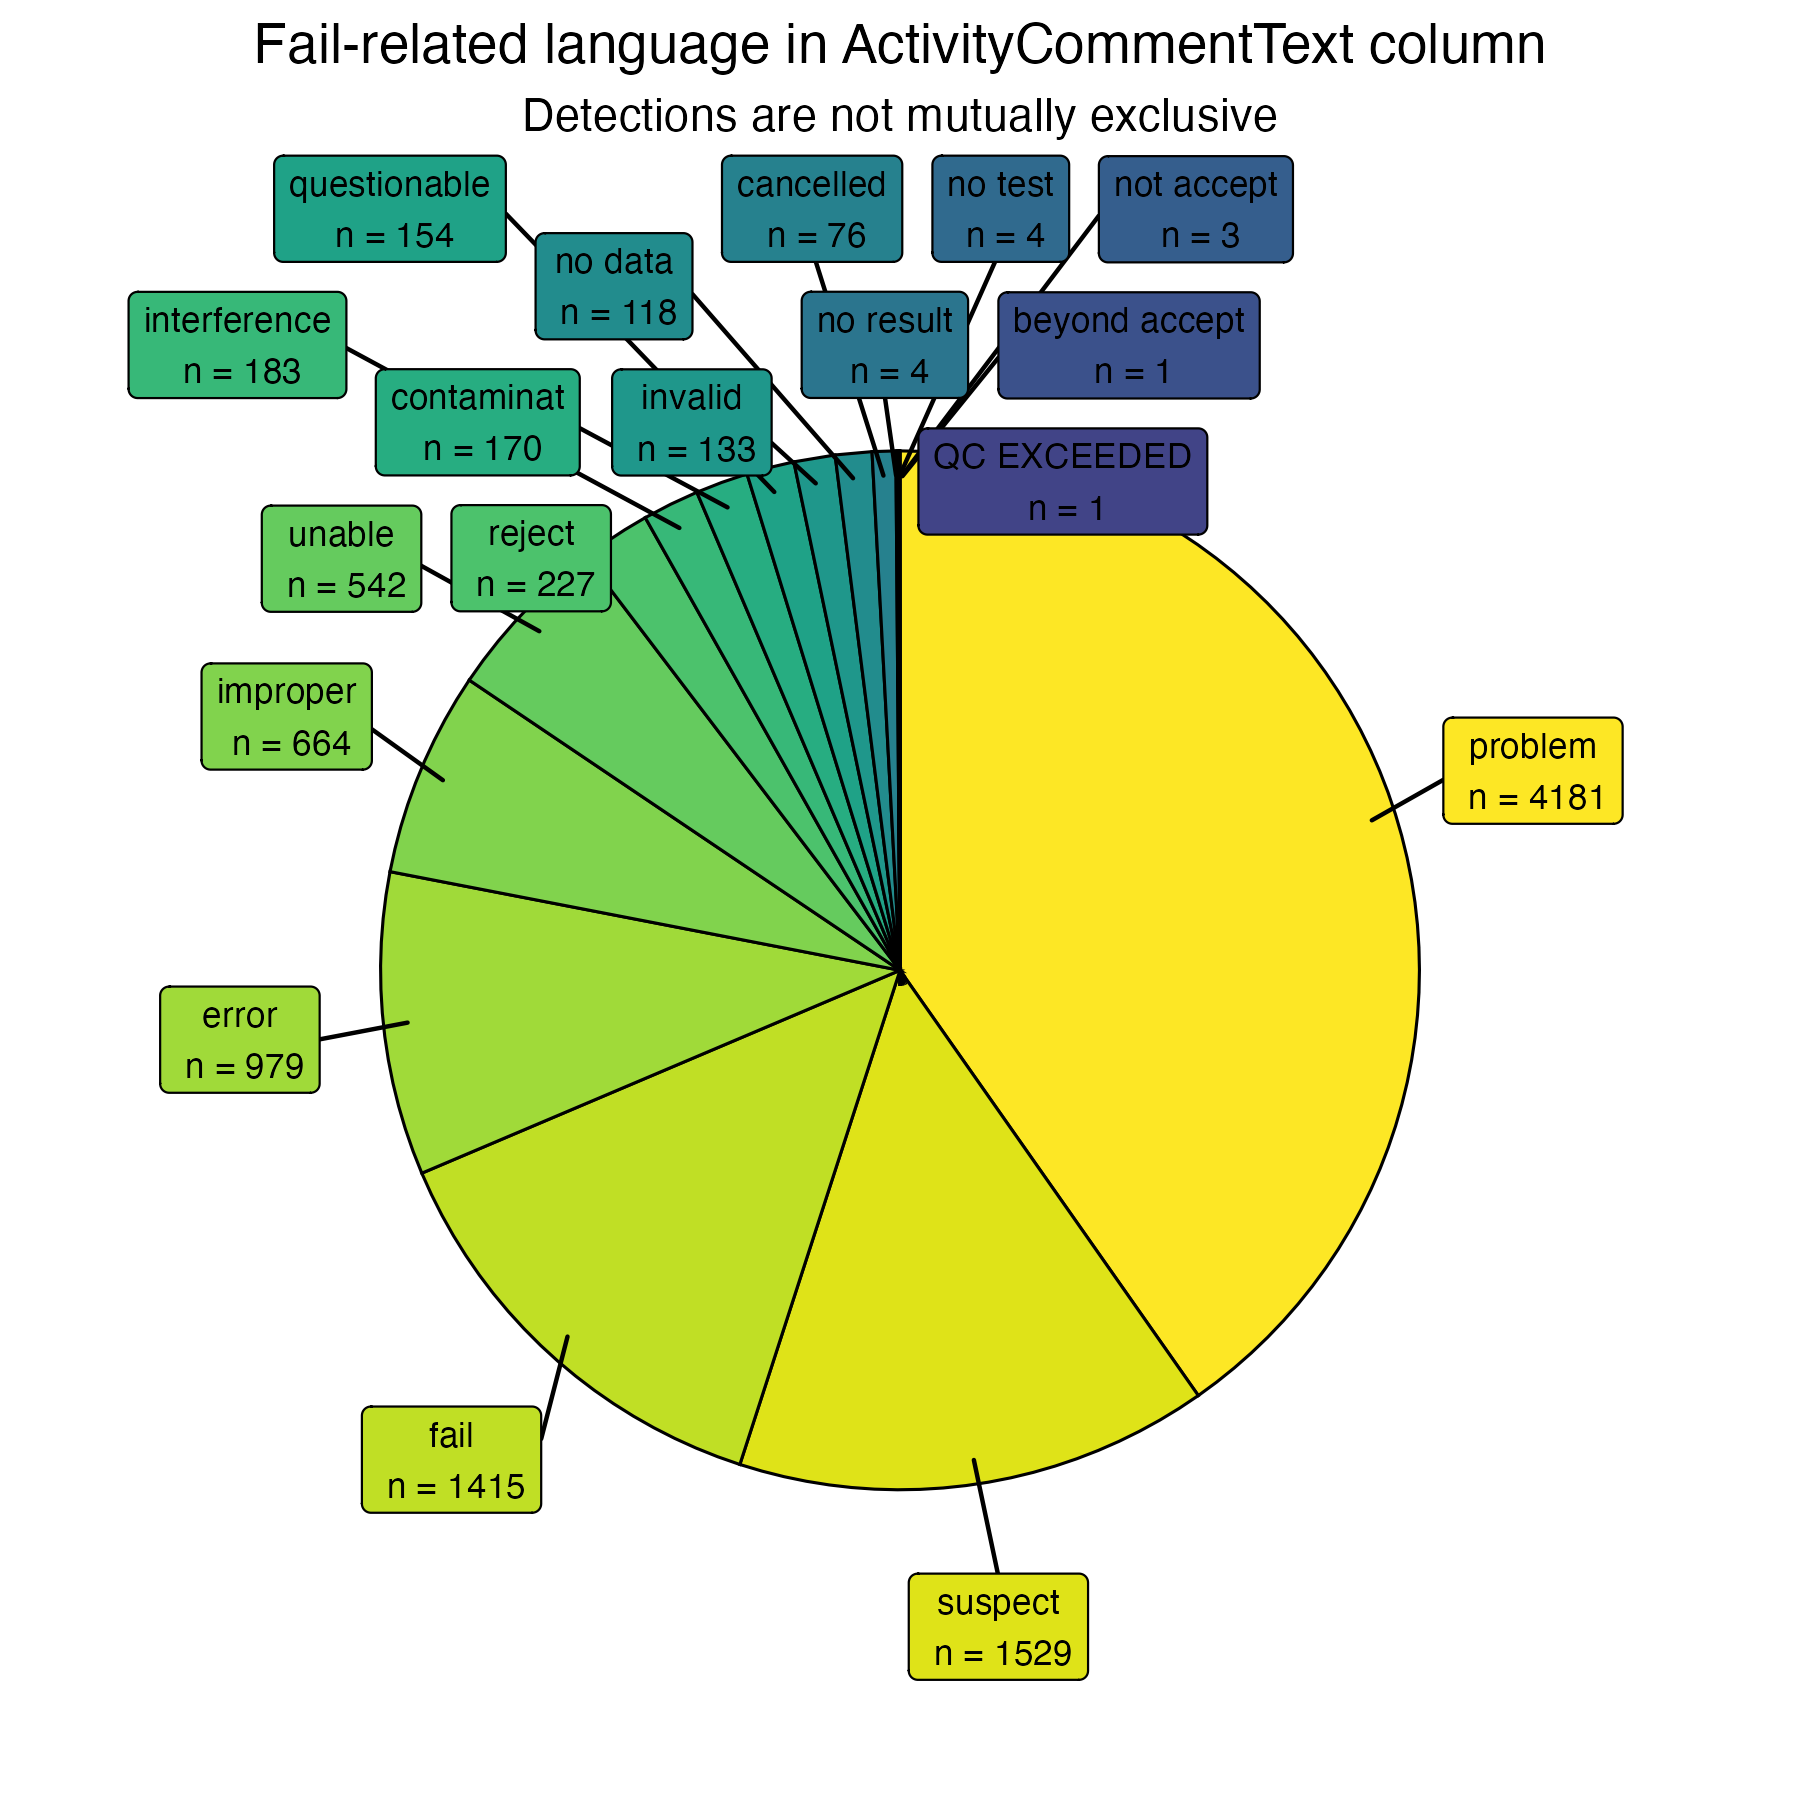 Fail-related language in ActivityCommentText column
Detections are not mutually exclusive
questionable
n = 154
cancelled
n = 76
no test
n = 4
not accept
n = 3
no data
n = 118
interference
n = 183
no result
n = 4
beyond accept
n = 1
contaminat
n = 170
invalid
n = 133
QC EXCEEDED
n = 1
unable
n = 542
reject
n = 227
improper
n = 664
problem
n = 4181
error
n = 979
fail
n = 1415
suspect
n = 1529